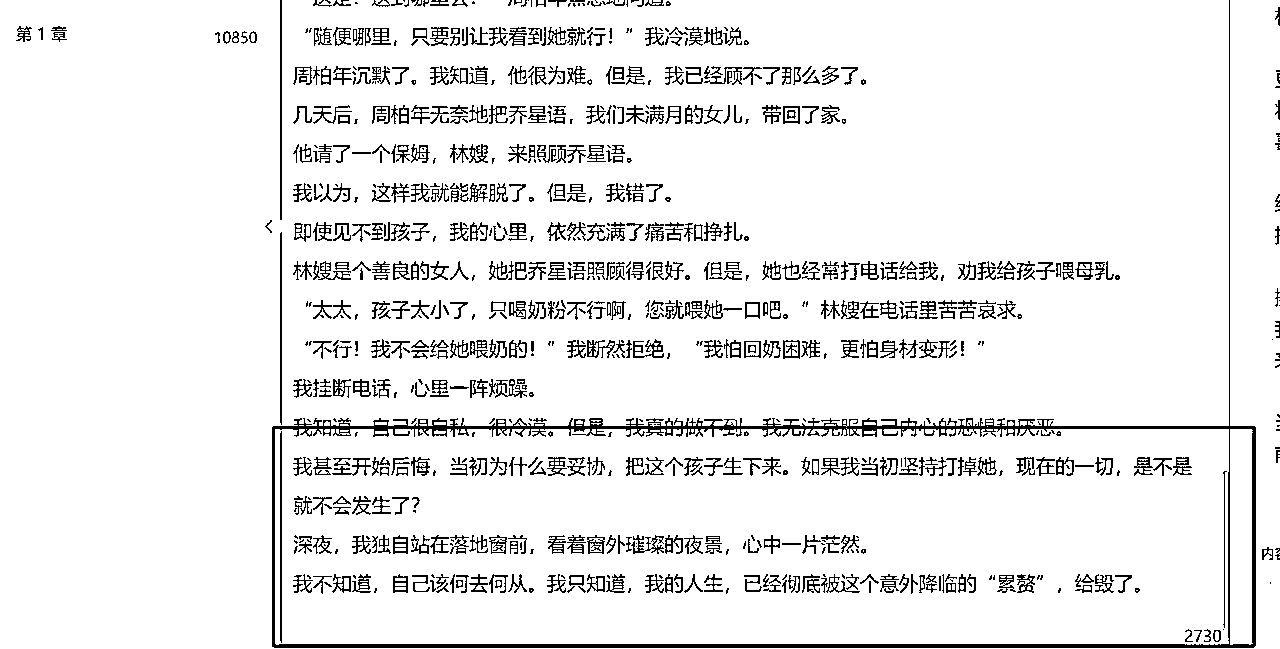 第1章
10850
“随便哪里，只要别让我看到她就行！”我冷漠地说。
周柏年沉默了。我知道，他很为难。但是，我已经顾不了那么多了。
几天后，周柏年无奈地把乔星语，我们未满月的女儿，带回了家。
他请了一个保姆，林嫂，来照顾乔星语。
我以为，这样我就能解脱了。但是，我错了。
即使见不到孩子，我的心里，依然充满了痛苦和挣扎。
林嫂是个善良的女人，她把乔星语照顾得很好。但是，她也经常打电话给我，劝我给孩子喂母乳。
“太太，孩子太小了，只喝奶粉不行啊，您就喂她一口吧。”林嫂在电话里苦苦哀求。
“不行！我不会给她喂奶的！”我断然拒绝，“我怕回奶困难，更怕身材变形！”
我挂断电话，心里一阵烦躁。
我知道，自己很自私，很冷漠。但是，我真的做不到。我无法克服自己内心的恐惧和厌恶。
我甚至开始后悔，当初为什么要妥协，把这个孩子生下来。如果我当初坚持打掉她，现在的一切，是不是
就不会发生了？
深夜，我独自站在落地窗前，看着窗外璀璨的夜景，心中一片茫然。
我不知道，自己该何去何从。我只知道，我的人生，已经彻底被这个意外降临的“累赘”，给毁了。
2730